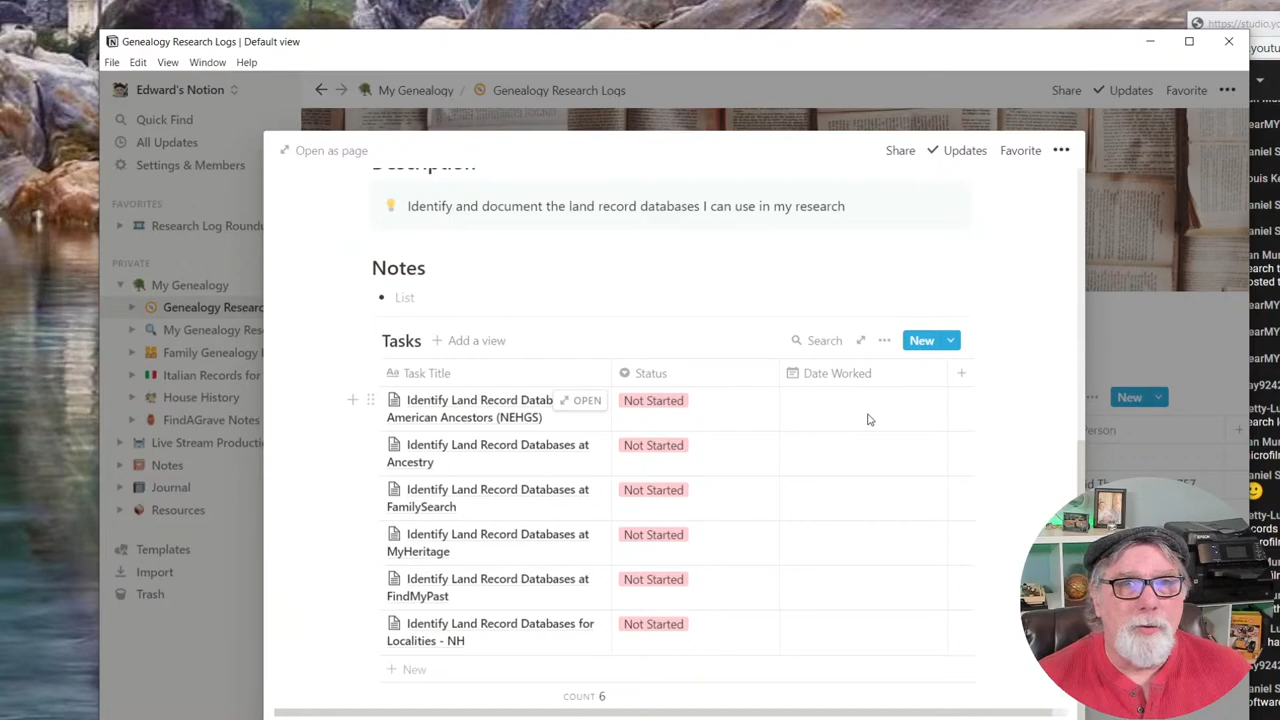 https://studio.yo
Genealogy Research Logs | Default view
File Edit View Window Help
Edward's Notion
My Genealogy / Genealogy Research Logs
Share Updates Favorite
Quick Find
All Updates
Settings & Members
FAVORITES
Research Log Roundu
PRIVATE
My Genealogy
Genealogy Researc
My Genealogy Res
Family Genealogy
Italian Records for
House History
FindAGrave Notes
Live Stream Productio
Notes
Journal
Resources
Templates
Import
Trash
Open as page
Share Updates Favorite
Description
Identify and document the land record databases I can use in my research
Notes
List
Tasks Add a view Search New
Task Title Status Date Worked
Identify Land Record Datab OPEN Not Started
American Ancestors (NEHGS)
Identify Land Record Databases at Not Started
Ancestry
Identify Land Record Databases at Not Started
FamilySearch
Identify Land Record Databases at Not Started
MyHeritage
Identify Land Record Databases at Not Started
FindMyPast
Identify Land Record Databases for Not Started
Localities - NH
New
COUNT 6
New
Person
EPSON